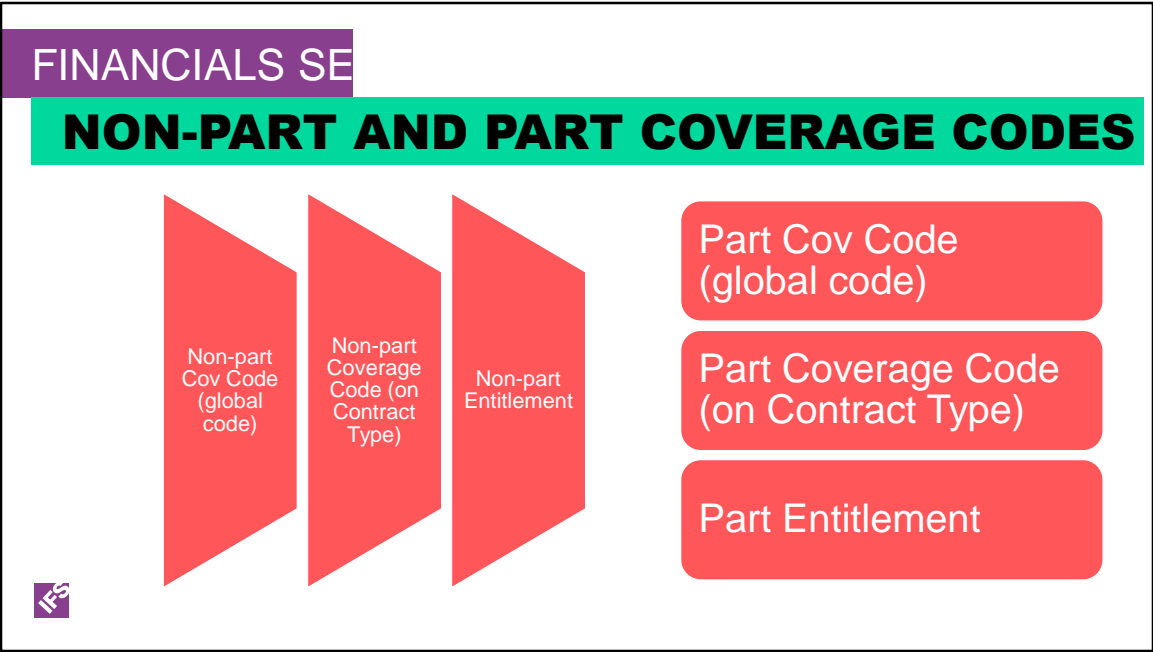 FINANCIALS SE
NON-PART AND PART COVERAGE CODES
Non-part
Cov Code
(global
code)
Non-part
Coverage
Code (on
Contract
Type)
Non-part
Entitlement
Part Cov Code
(global code)
Part Coverage Code
(on Contract Type)
Part Entitlement
IFS